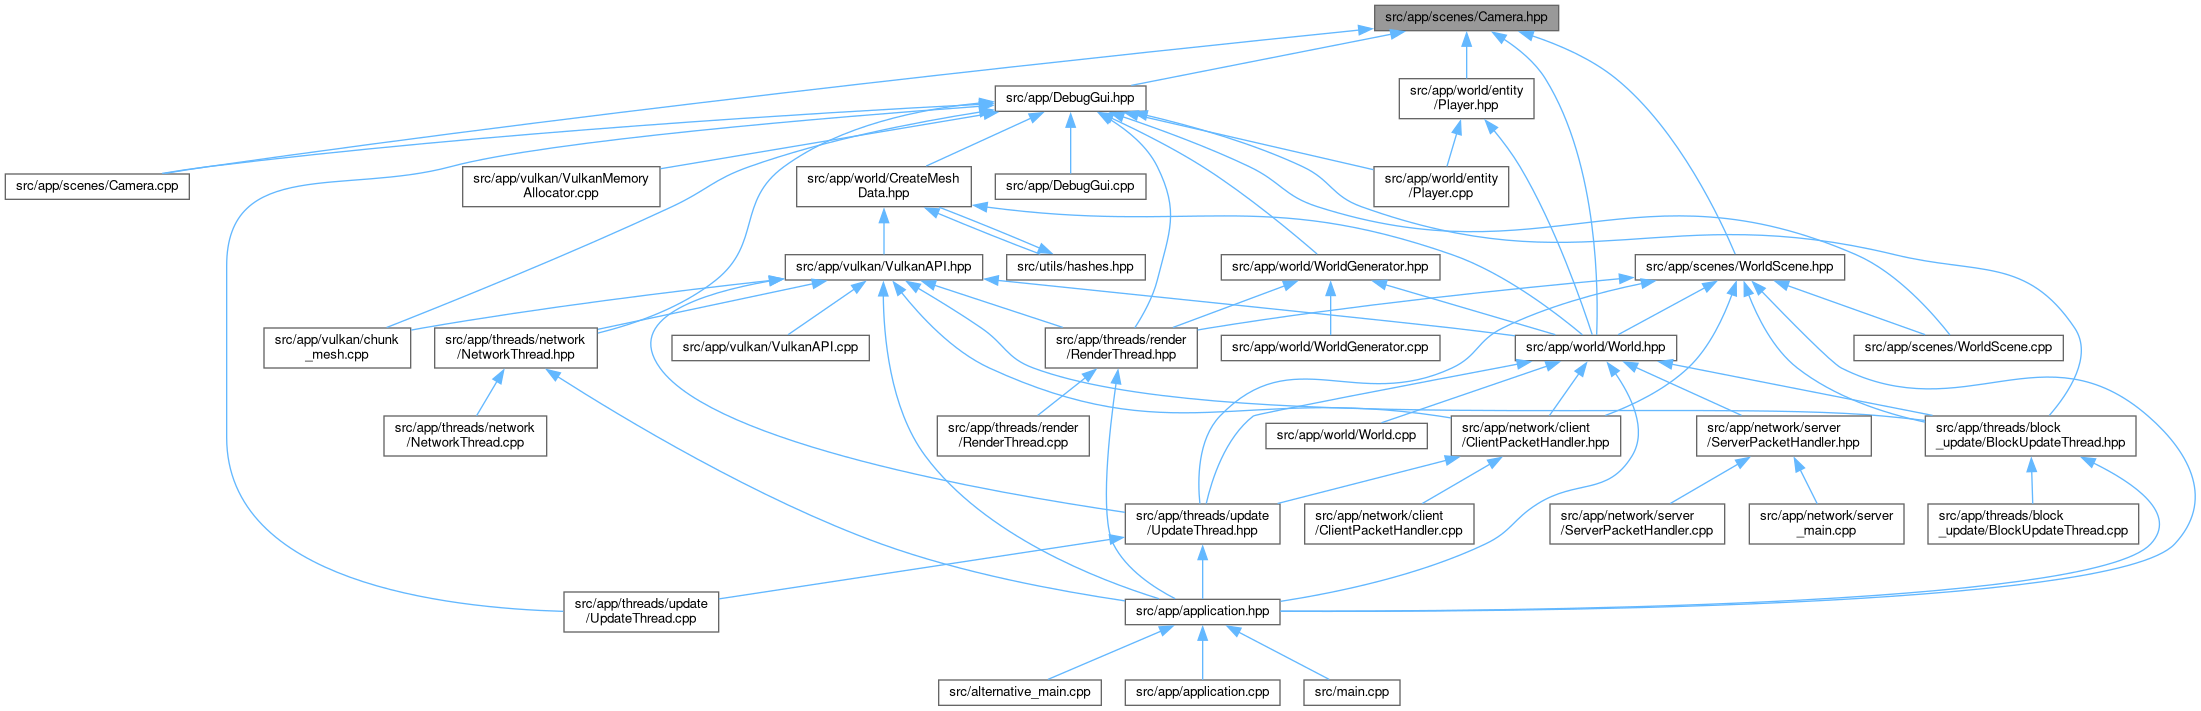 src/app/scenes/Camera.hpp
src/app/DebugGui.hpp
src/app/world/entity
/Player.hpp
src/app/scenes/Camera.cpp
src/app/vulkan/VulkanMemory
Allocator.cpp
src/app/world/CreateMesh
Data.hpp
src/app/DebugGui.cpp
src/app/world/entity
/Player.cpp
src/app/vulkan/VulkanAPI.hpp
src/utils/hashes.hpp
src/app/world/WorldGenerator.hpp
src/app/scenes/WorldScene.hpp
src/app/vulkan/chunk
_mesh.cpp
src/app/threads/network
/NetworkThread.hpp
src/app/vulkan/VulkanAPI.cpp
src/app/threads/render
/RenderThread.hpp
src/app/world/WorldGenerator.cpp
src/app/world/World.hpp
src/app/scenes/WorldScene.cpp
src/app/threads/network
/NetworkThread.cpp
src/app/threads/render
/RenderThread.cpp
src/app/world/World.cpp
src/app/network/client
/ClientPacketHandler.hpp
src/app/network/server
/ServerPacketHandler.hpp
src/app/threads/block
_update/BlockUpdateThread.hpp
src/app/threads/update
/UpdateThread.hpp
src/app/network/client
/ClientPacketHandler.cpp
src/app/network/server
/ServerPacketHandler.cpp
src/app/network/server
_main.cpp
src/app/threads/block
_update/BlockUpdateThread.cpp
src/app/threads/update
/UpdateThread.cpp
src/app/application.hpp
src/alternative_main.cpp
src/app/application.cpp
src/main.cpp